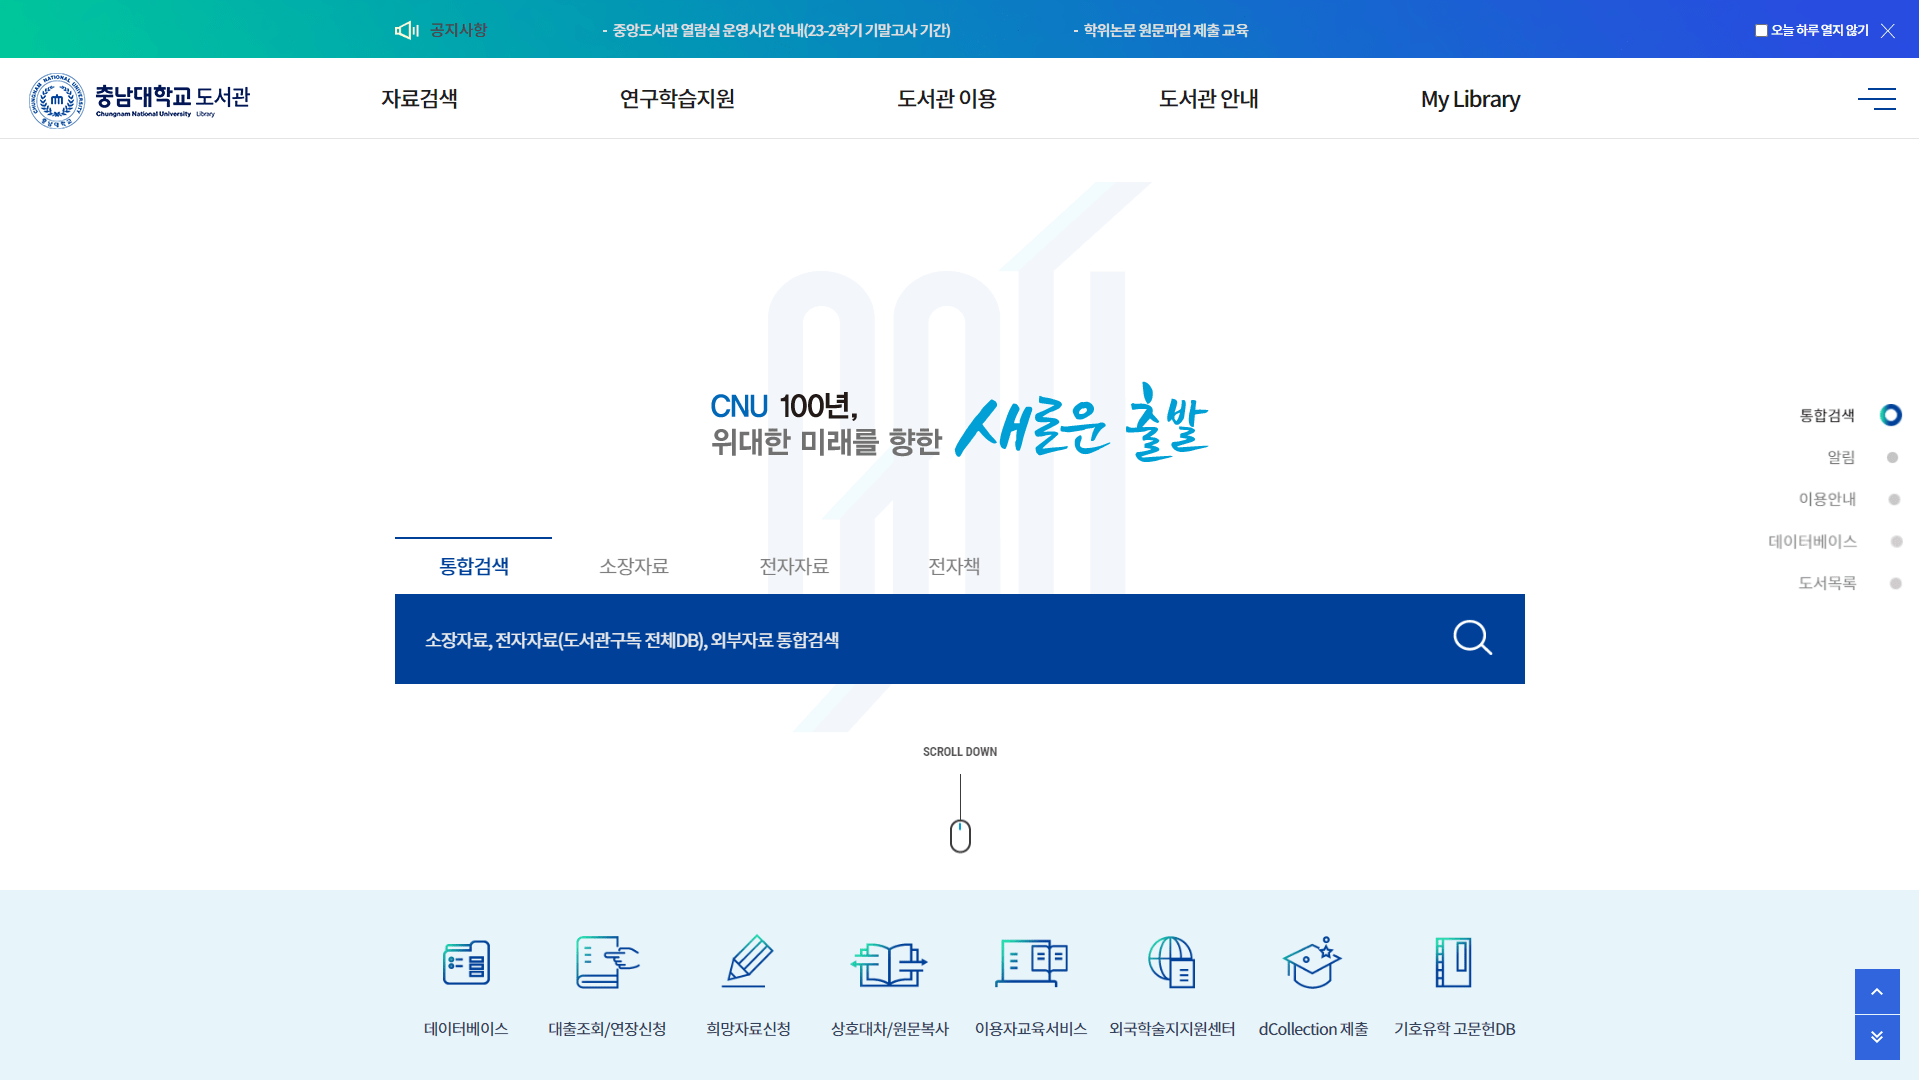 공지사항
- 중앙도서관 열람실 운영시간 안내(23-2학기 기말고사 기간)
- 학위논문 원문파일 제출 교육
오늘 하루 열지 않기
CHUNGNAM NATIONAL UNIVERSITY
충남대학교
충남대학교 도서관
Chungnam National University Library
자료검색
연구학습지원
도서관 이용
도서관 안내
My Library
CNU 100년,
위대한 미래를 향한 새로운 출발
통합검색
알림
이용안내
데이터베이스
도서목록
통합검색
소장자료
전자자료
전자책
소장자료, 전자자료(도서관구독 전체DB), 외부자료 통합검색
SCROLL DOWN
데이터베이스
대출조회/연장신청
희망자료신청
상호대차/원문복사
이용자교육서비스
외국학술지지원센터
dCollection 제출
기호유학 고문헌DB